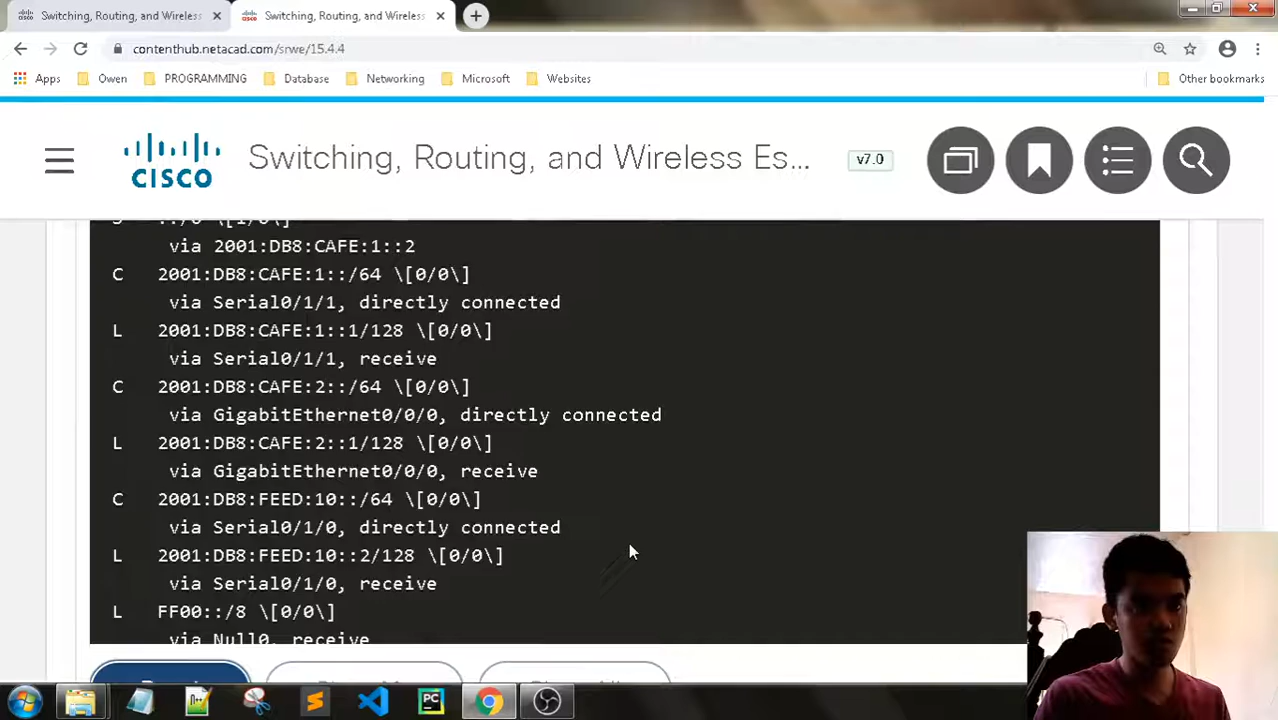 Switching, Routing, and Wireless
Switching, Routing, and Wireless
contenthub.netacad.com/srwe/15.4.4
Apps Owen PROGRAMMING Database Networking Microsoft Websites Other bookmarks
CISCO
Switching, Routing, and Wireless Es...
v7.0
via 2001:DB8:CAFE:1::2
C 2001:DB8:CAFE:1::/64 \[0/0\]
via Serial0/1/1, directly connected
L 2001:DB8:CAFE:1::1/128 \[0/0\]
via Serial0/1/1, receive
C 2001:DB8:CAFE:2::/64 \[0/0\]
via GigabitEthernet0/0/0, directly connected
L 2001:DB8:CAFE:2::1/128 \[0/0\]
via GigabitEthernet0/0/0, receive
C 2001:DB8:FEED:10::/64 \[0/0\]
via Serial0/1/0, directly connected
L 2001:DB8:FEED:10::2/128 \[0/0\]
via Serial0/1/0, receive
L FF00::/8 \[0/0\]
via Null0, receive
PC